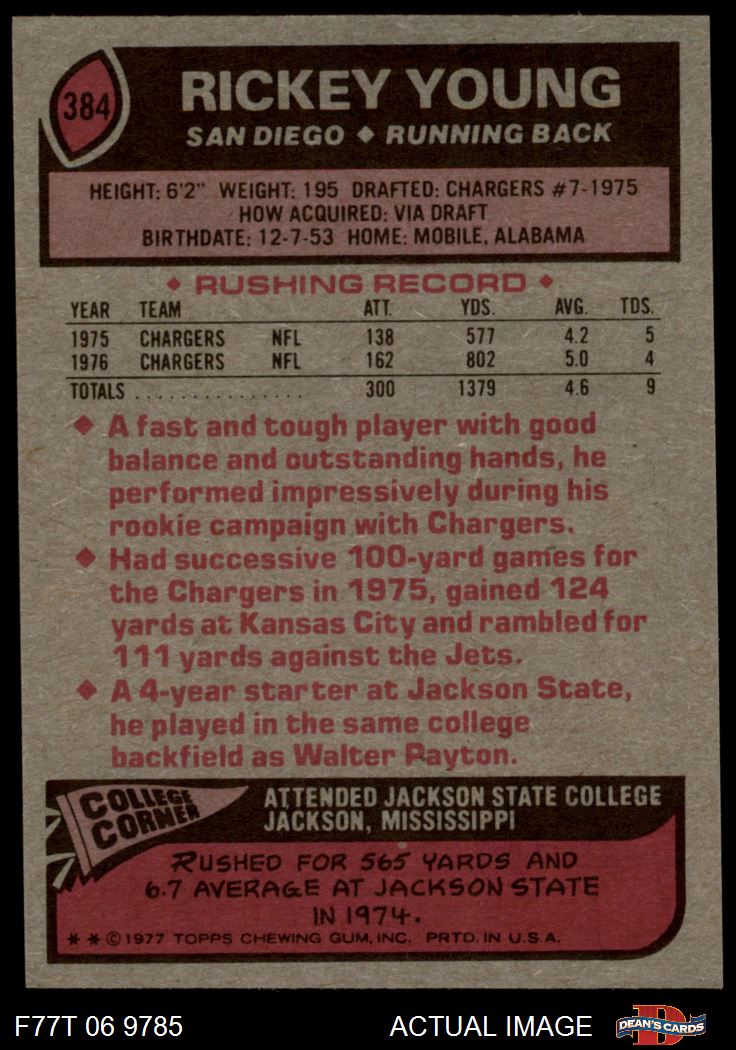 384
RICKEY YOUNG
SAN DIEGO ◆ RUNNING BACK
HEIGHT: 6'2" WEIGHT: 195 DRAFTED: CHARGERS #7-1975
HOW ACQUIRED: VIA DRAFT
BIRTHDATE: 12-7-53 HOME: MOBILE, ALABAMA
◆ RUSHING RECORD ◆
YEAR TEAM ATT. YDS. AVG. TDS.
1975 CHARGERS NFL 138 577 4.2 5
1976 CHARGERS NFL 162 802 5.0 4
TOTALS . . . . . . . . . . . . . . . . 300 1379 4.6 9
◆ A fast and tough player with good
balance and outstanding hands, he
performed impressively during his
rookie campaign with Chargers.
◆ Had successive 100-yard games for
the Chargers in 1975, gained 124
yards at Kansas City and rambled for
111 yards against the Jets.
◆ A 4-year starter at Jackson State,
he played in the same college
backfield as Walter Payton.
COLLEGE
CORNER
ATTENDED JACKSON STATE COLLEGE
JACKSON, MISSISSIPPI
RUSHED FOR 565 YARDS AND
6.7 AVERAGE AT JACKSON STATE
IN 1974.
* * © 1977 TOPPS CHEWING GUM, INC. PRTD. IN U.S.A.
F77T 06 9785
ACTUAL IMAGE
D
DEAN'S CARDS